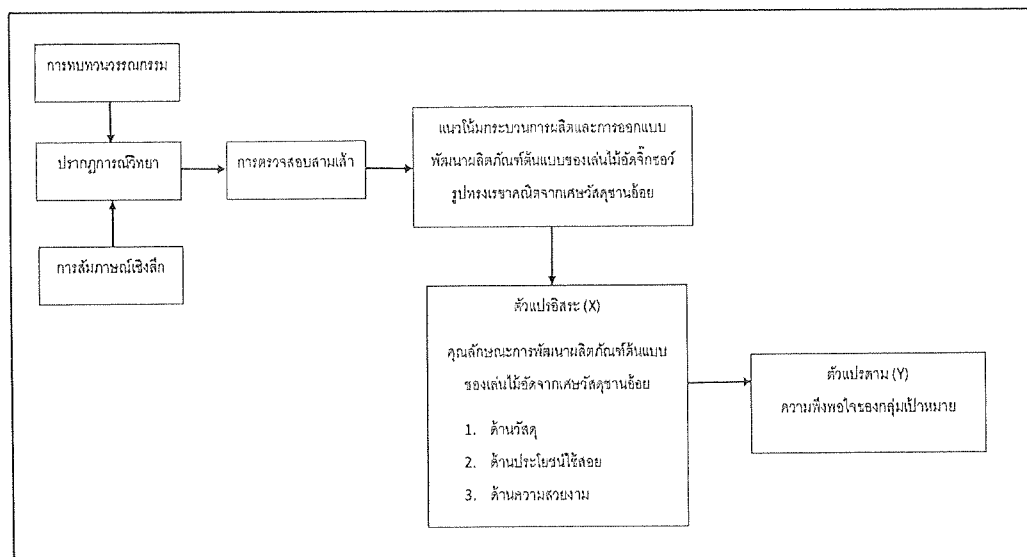 การทบทวนวรรณกรรม
ปรากฏการณ์วิทยา
การสัมภาษณ์เชิงลึก
การตรวจสอบสามเส้า
แนวโน้มกระบวนการผลิตและการออกแบบ
พัฒนาผลิตภัณฑ์ต้นแบบของเล่นไม้อัดจิ๊กซอว์
รูปทรงเรขาคณิตจากเศษวัสดุชานอ้อย
ตัวแปรอิสระ (X)
คุณลักษณะการพัฒนาผลิตภัณฑ์ต้นแบบ
ของเล่นไม้อัดจากเศษวัสดุชานอ้อย
1. ด้านวัสดุ
2. ด้านประโยชน์ใช้สอย
3. ด้านความสวยงาม
ตัวแปรตาม (Y)
ความพึงพอใจของกลุ่มเป้าหมาย